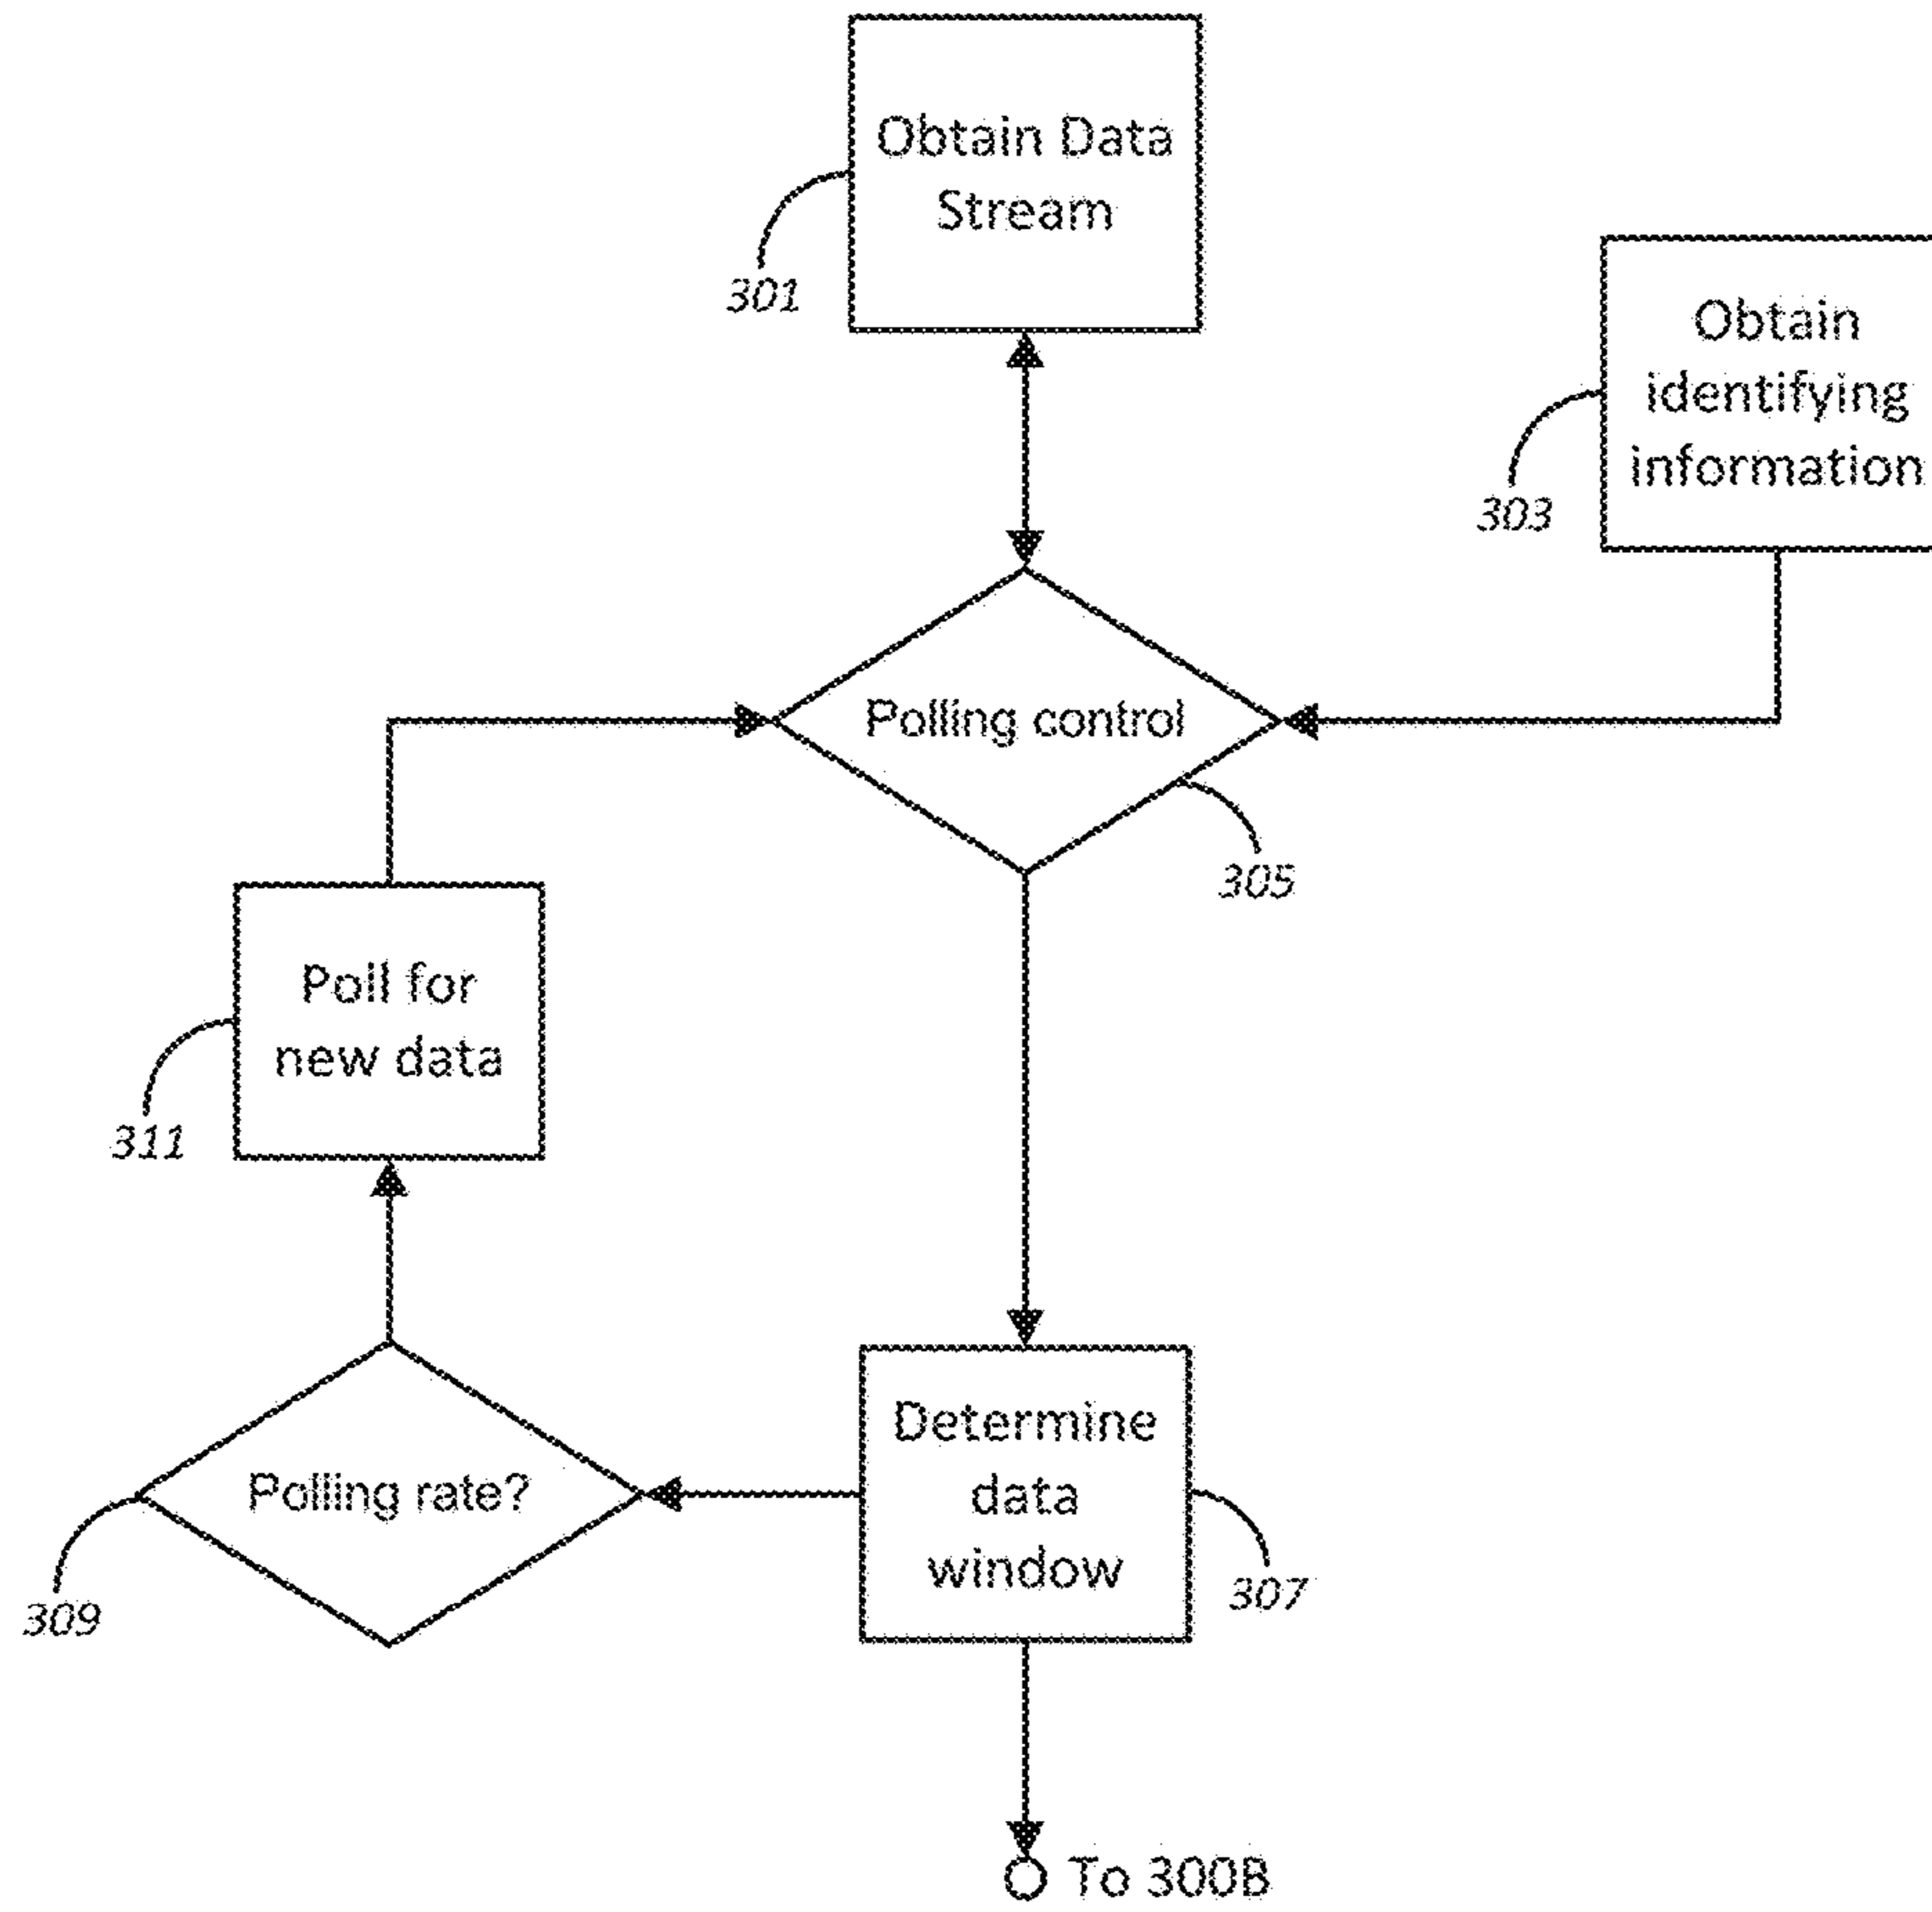 Obtain Data
Stream
301
Obtain
identifying
information
303
Polling control
305
Poll for
new data
311
Polling rate?
309
Determine
data
window
307
To 300B